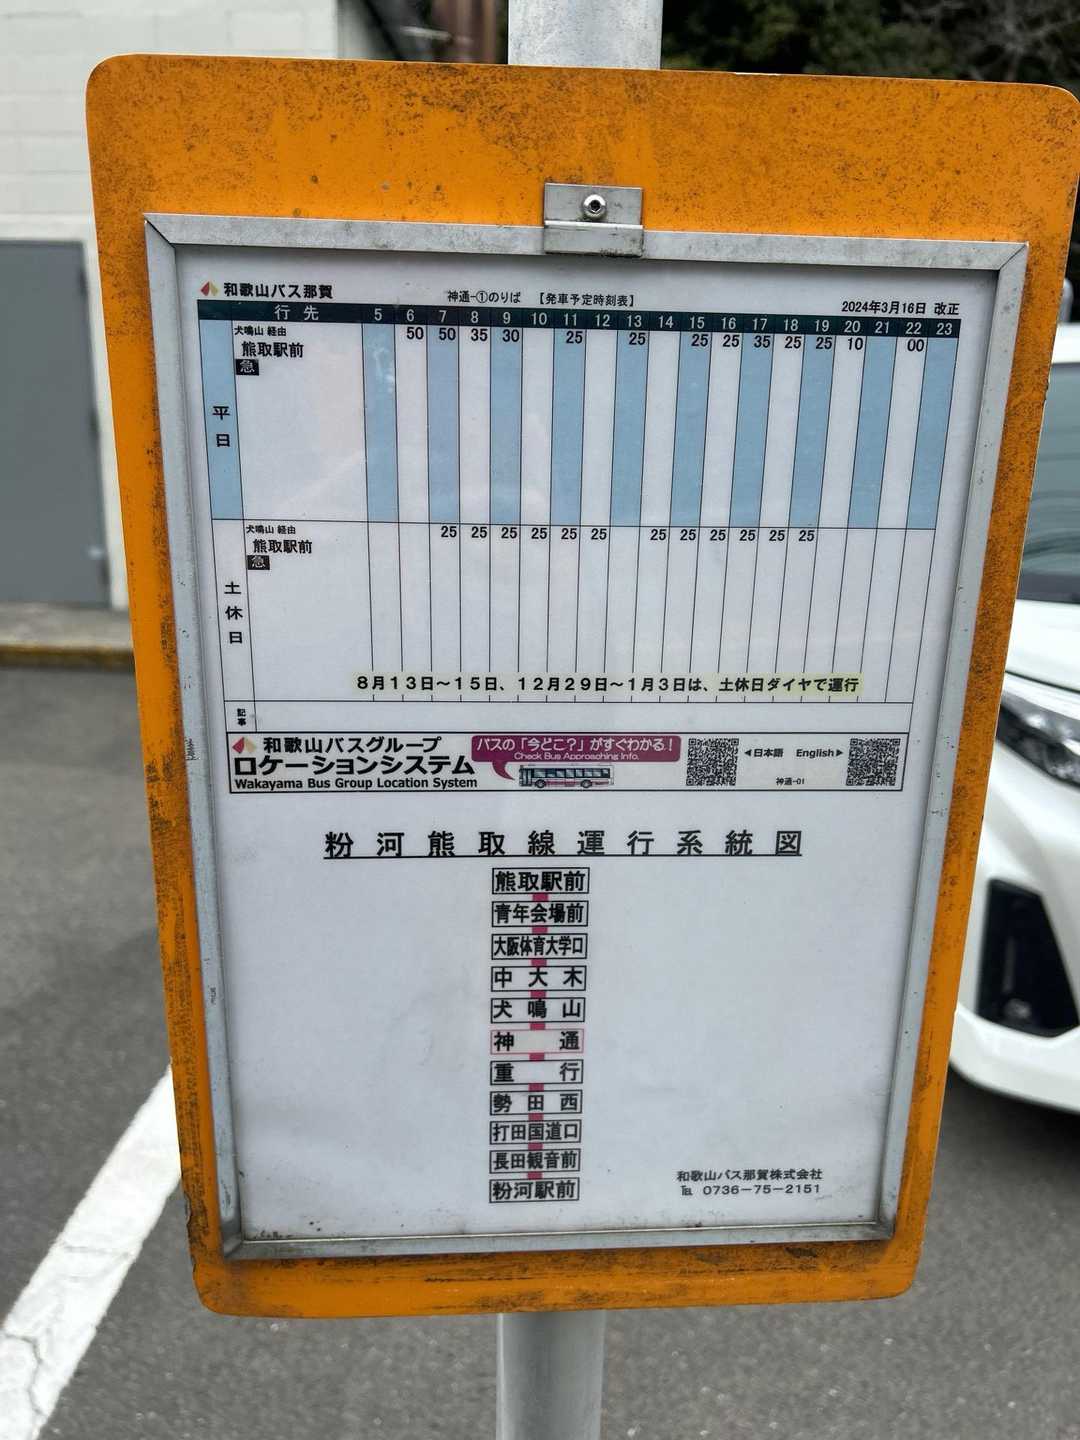 和歌山バス那賀
神通-①のりば 【発車予定時刻表】
2024年3月16日 改正
行先 5 6 7 8 9 10 11 12 13 14 15 16 17 18 19 20 21 22 23
平日
犬鳴山 経由
熊取駅前
急
50 50 35 30 25 25 25 25 35 25 25 10 00
土休日
犬鳴山 経由
熊取駅前
急
25 25 25 25 25 25 25 25 25 25 25 25
8月13日～15日、12月29日～1月3日は、土休日ダイヤで運行
記事
和歌山バスグループ
ロケーションシステム
Wakayama Bus Group Location System
バスの「今どこ?」がすぐわかる!
Check Bus Approaching Info.
◀日本語 English▶
神通-01
粉河熊取線運行系統図
熊取駅前
青年会場前
大阪体育大学口
中大木
犬鳴山
神通
重行
勢田西
打田国道口
長田観音前
粉河駅前
和歌山バス那賀株式会社
℡ 0736-75-2151